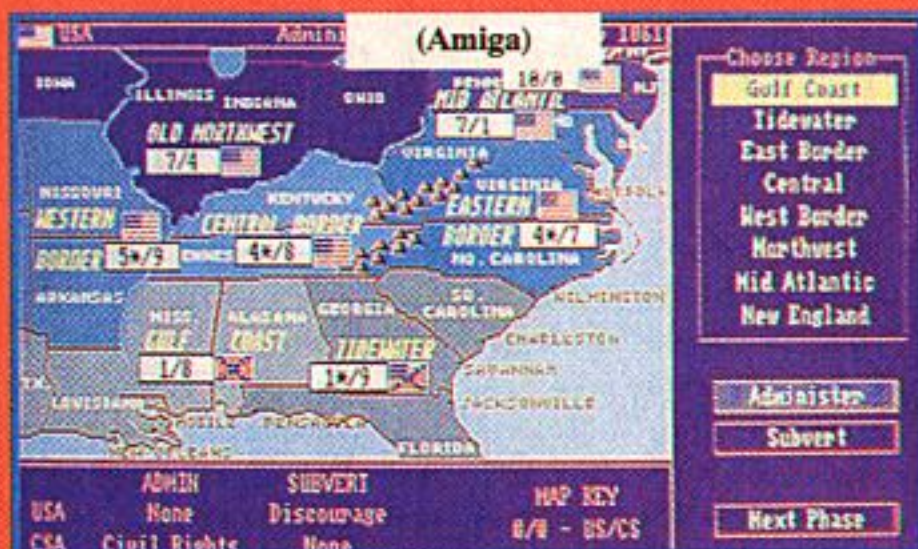 USA
(Amiga)
1861
Choose Region
Gulf Coast
Tidewater
East Border
Central
West Border
Northwest
Mid Atlantic
New England
Administer
Subvert
Next Phase
IOWA
ILLINOIS
INDIANA
OHIO
10/0
NJ
MID ATLANTIC
7/1
OLD NORTHWEST
7/4
VIRGINIA
MISSOURI
KENTUCKY
VIRGINIA
WESTERN
CENTRAL BORDER
EASTERN
BORDER 5*/9
4*/8
BORDER 4*/7
NO. CAROLINA
ARKANSAS
MISS.
ALABAMA
GEORGIA
SO. CAROLINA
WILMINGTON
GULF COAST
TIDEWATER
CHARLESTON
1/8
1*/9
SAVANNAH
LOUISIANA
JACKSONVILLE
FLORIDA
ADMIN SUBVERT
USA None Discourage
CSA Civil Rights None
MAP KEY
0/0 - US/CS